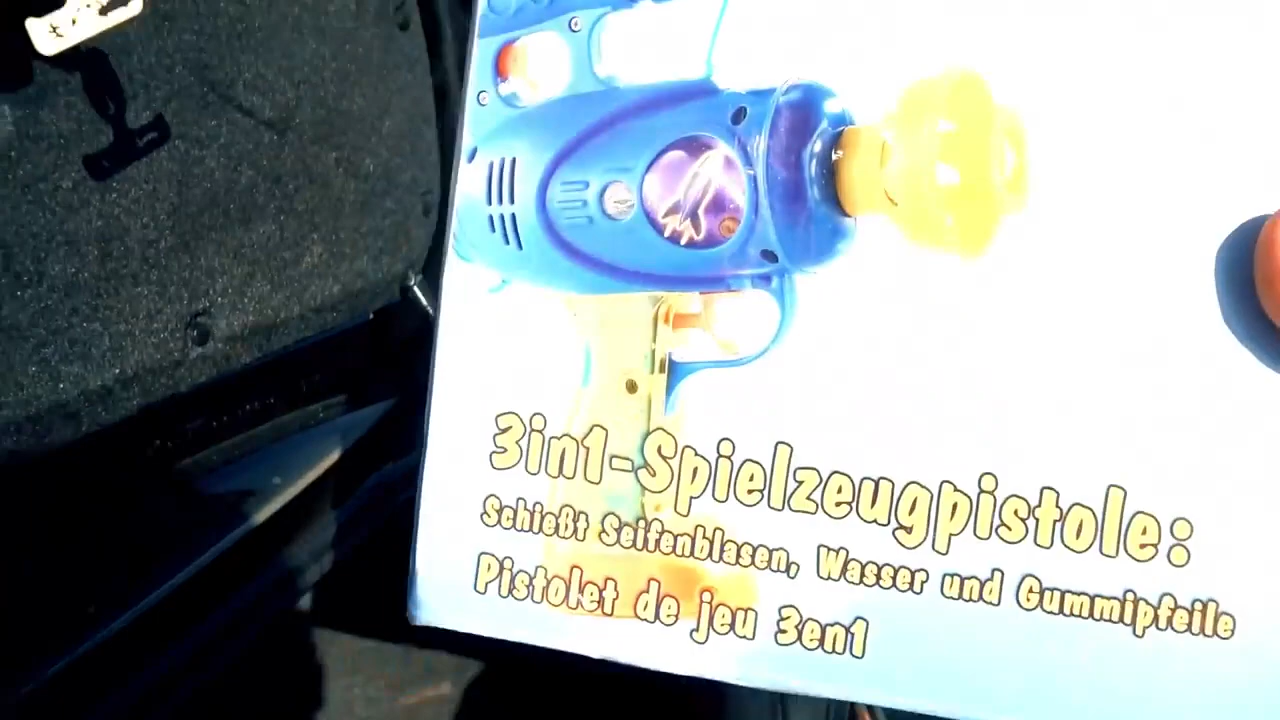 3in1-Spielzeugpistole:
Schießt Seifenblasen, Wasser und Gummipfeile
Pistolet de jeu 3en1